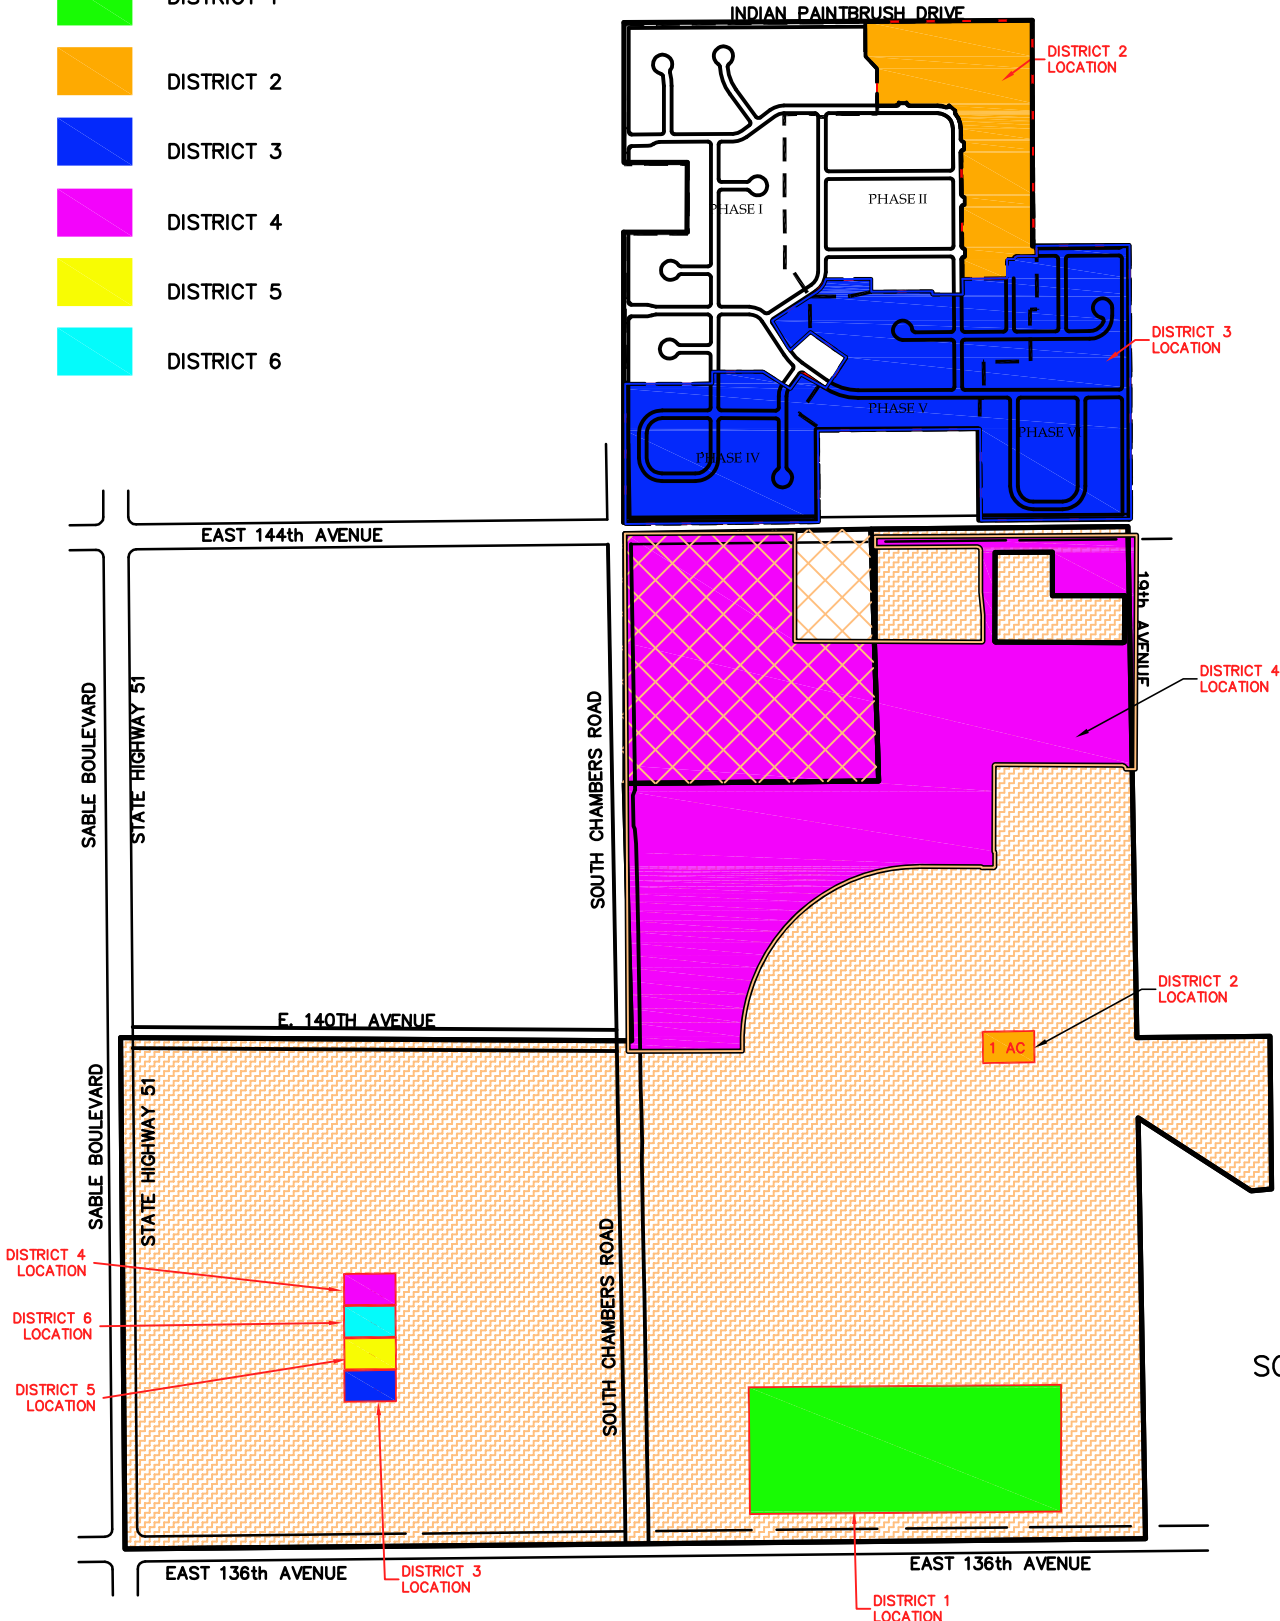 DISTRICT 1
INDIAN PAINTBRUSH DRIVE
DISTRICT 2
DISTRICT 2
LOCATION
DISTRICT 3
DISTRICT 4
PHASE I
PHASE II
DISTRICT 5
DISTRICT 6
DISTRICT 3
LOCATION
PHASE V
PHASE VI
PHASE IV
EAST 144th AVENUE
19th AVENUE
DISTRICT 4
LOCATION
SABLE BOULEVARD
STATE HIGHWAY 51
SOUTH CHAMBERS ROAD
DISTRICT 2
LOCATION
1 AC
E. 140TH AVENUE
SABLE BOULEVARD
STATE HIGHWAY 51
SOUTH CHAMBERS ROAD
DISTRICT 4
LOCATION
DISTRICT 6
LOCATION
DISTRICT 5
LOCATION
EAST 136th AVENUE
DISTRICT 3
LOCATION
EAST 136th AVENUE
DISTRICT 1
LOCATION